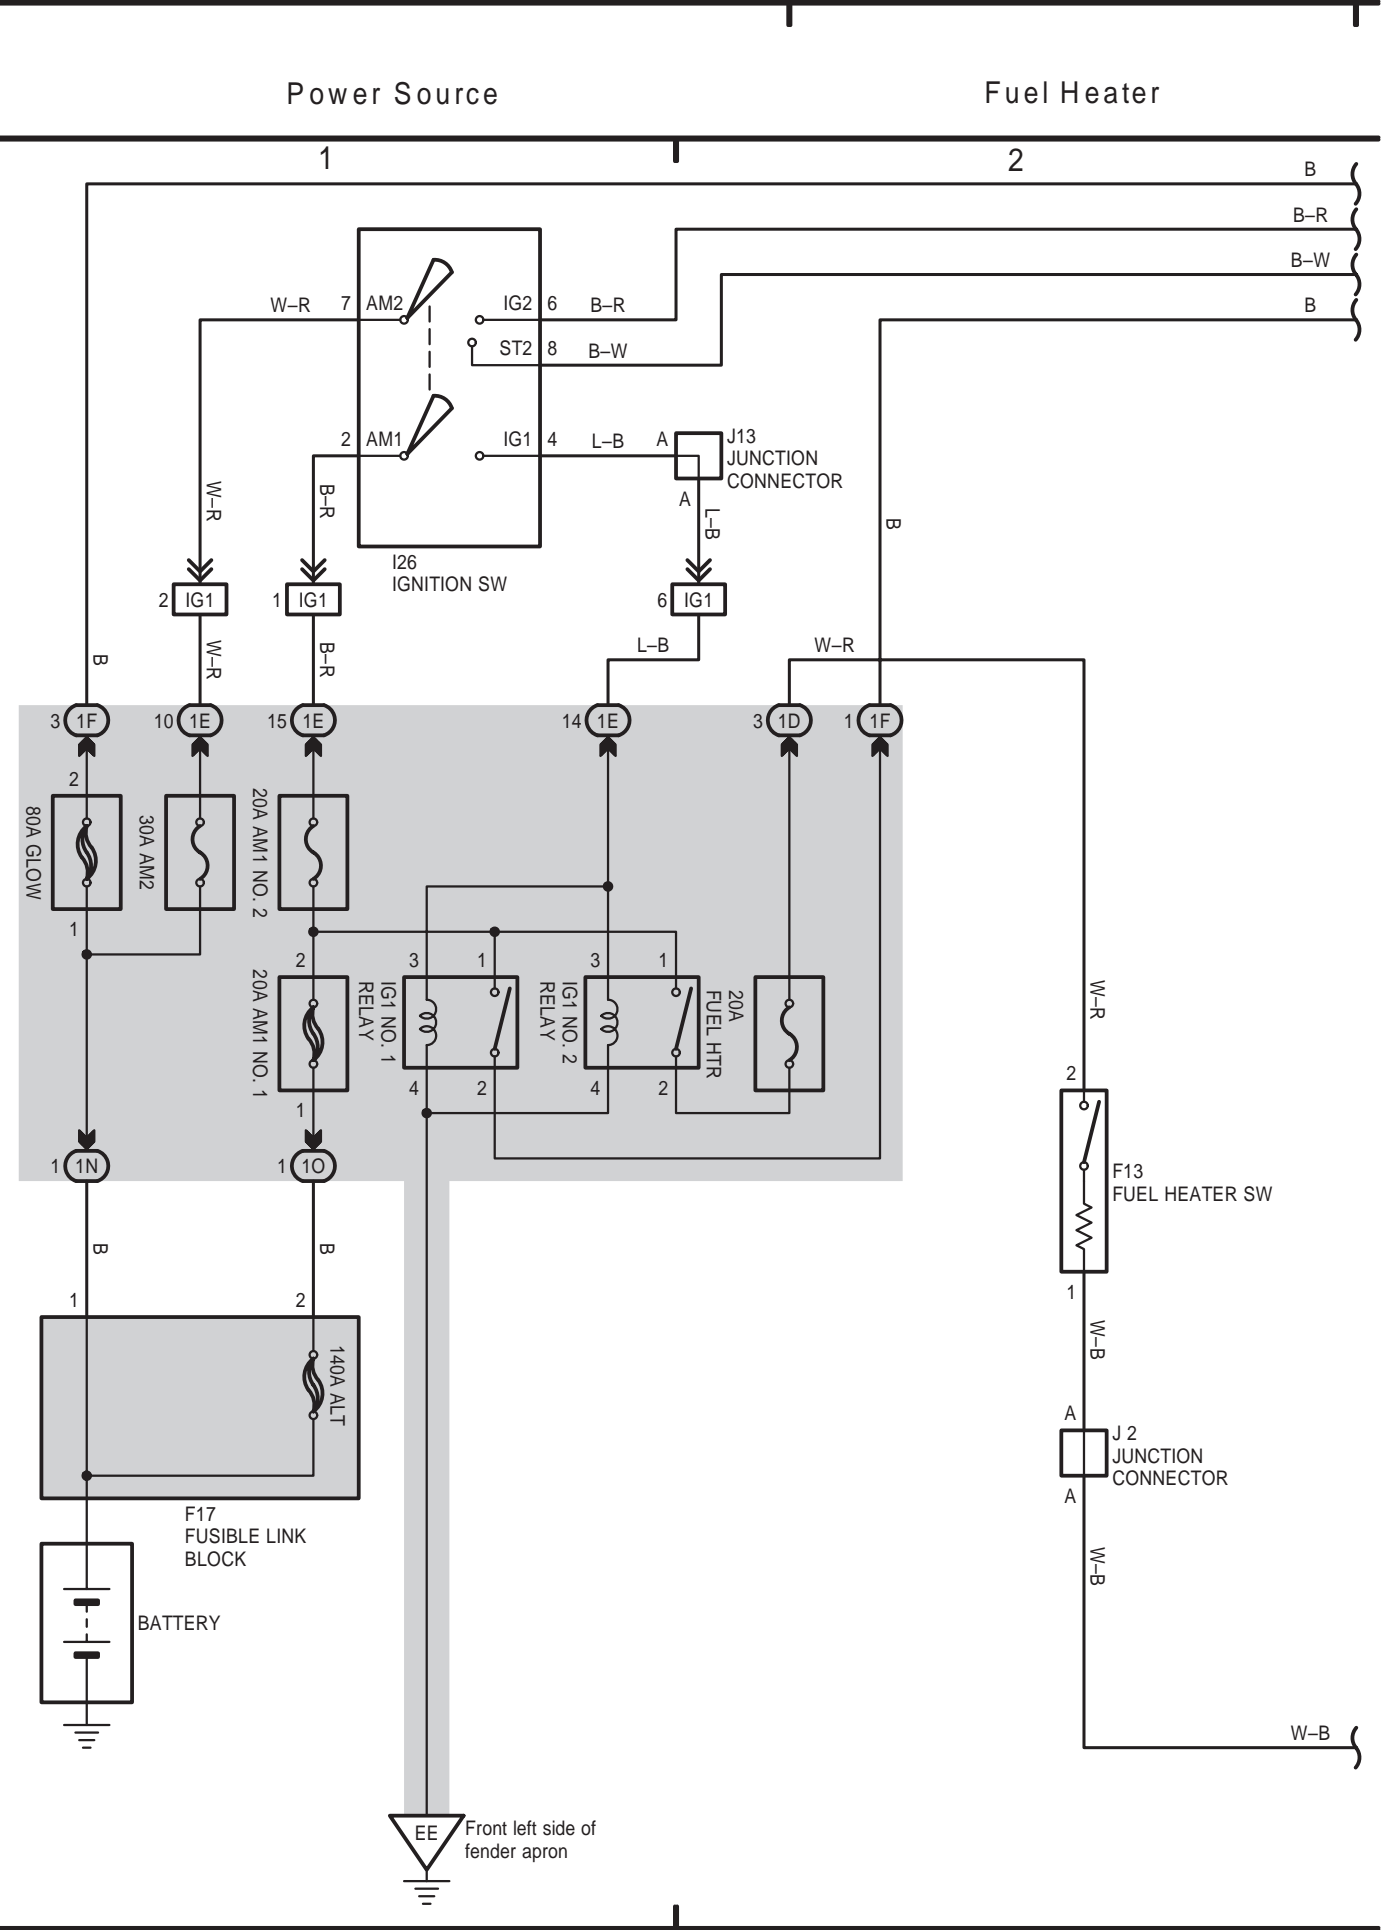 Power Source
Fuel Heater
1
2
B
B–R
B–W
B
W–R
7
AM2
IG2
6
B–R
ST2
8
B–W
2
AM1
IG1
4
L–B
A
J13
JUNCTION
CONNECTOR
A
L–B
W–R
B–R
B
I26
IGNITION SW
2
IG1
1
IG1
6
IG1
W–R
B–R
L–B
W–R
B
3
1F
10
1E
15
1E
14
1E
3
1D
1
1F
2
80A GLOW
30A AM2
20A AM1 NO. 2
1
2
3
1
3
1
20A AM1 NO. 1
IG1 NO. 1
RELAY
IG1 NO. 2
RELAY
20A
FUEL HTR
W–R
1
4
2
4
2
2
1
1N
1
1O
F13
FUEL HEATER SW
B
B
1
2
1
140A ALT
W–B
A
J 2
JUNCTION
CONNECTOR
A
F17
FUSIBLE LINK
BLOCK
W–B
BATTERY
W–B
EE
Front left side of
fender apron